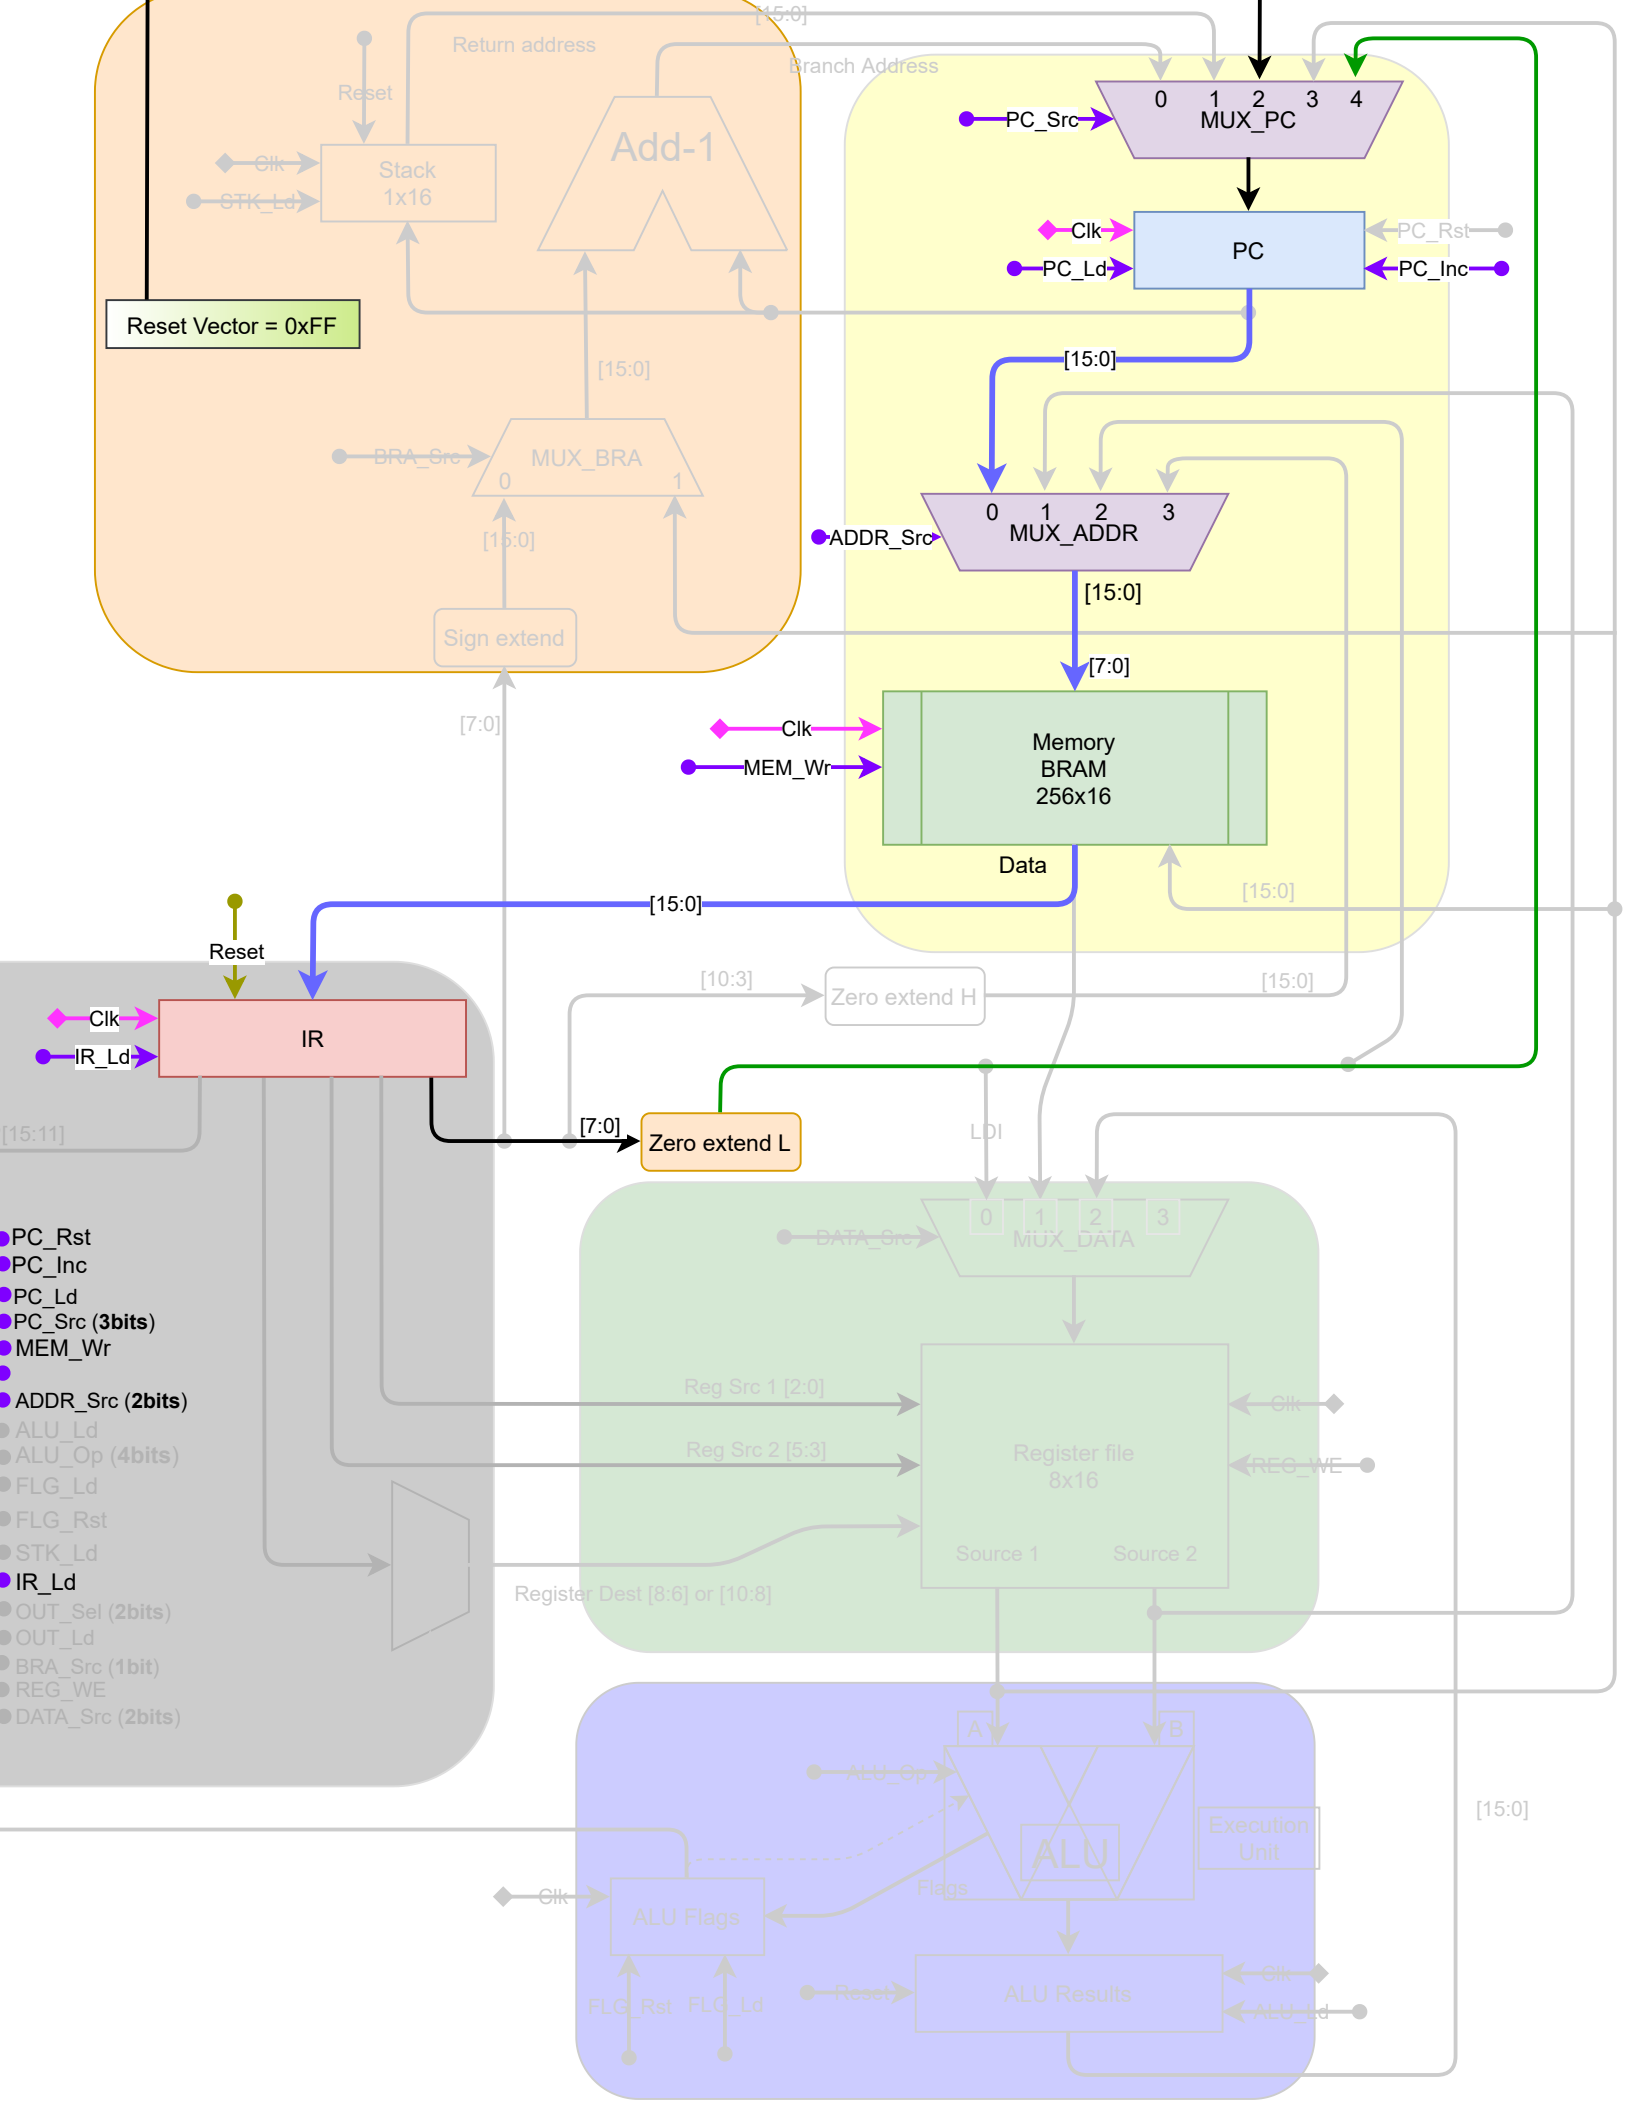 [15:0]
Return address
Branch Address
Reset
0 1 2 3 4
MUX_PC
PC_Src
Add-1
Clk
Stack
1x16
STK_Ld
Clk
PC_Ld
PC
PC_Rst
PC_Inc
Reset Vector = 0xFF
[15:0]
[15:0]
BRA_Src
MUX_BRA
0 1
0 1 2 3
MUX_ADDR
ADDR_Src
[15:0]
[15:0]
Sign extend
[7:0]
[7:0]
Clk
MEM_Wr
Memory
BRAM
256x16
Data
[15:0]
[15:0]
Reset
[10:3]
Zero extend H
[15:0]
Clk
IR_Ld
IR
[15:11]
[7:0]
Zero extend L
LDI
0 1 2 3
MUX_DATA
DATA_Src
PC_Rst
PC_Inc
PC_Ld
PC_Src (3bits)
MEM_Wr
ADDR_Src (2bits)
ALU_Ld
ALU_Op (4bits)
FLG_Ld
FLG_Rst
STK_Ld
IR_Ld
OUT_Sel (2bits)
OUT_Ld
BRA_Src (1bit)
REG_WE
DATA_Src (2bits)
Reg Src 1 [2:0]
Reg Src 2 [5:3]
Register file
8x16
Clk
REG_WE
Source 1
Source 2
Register Dest [8:6] or [10:8]
A
B
ALU_Op
ALU
Execution
Unit
[15:0]
Flags
Clk
ALU Flags
FLG_Rst
FLG_Ld
Reset
ALU Results
Clk
ALU_Ld